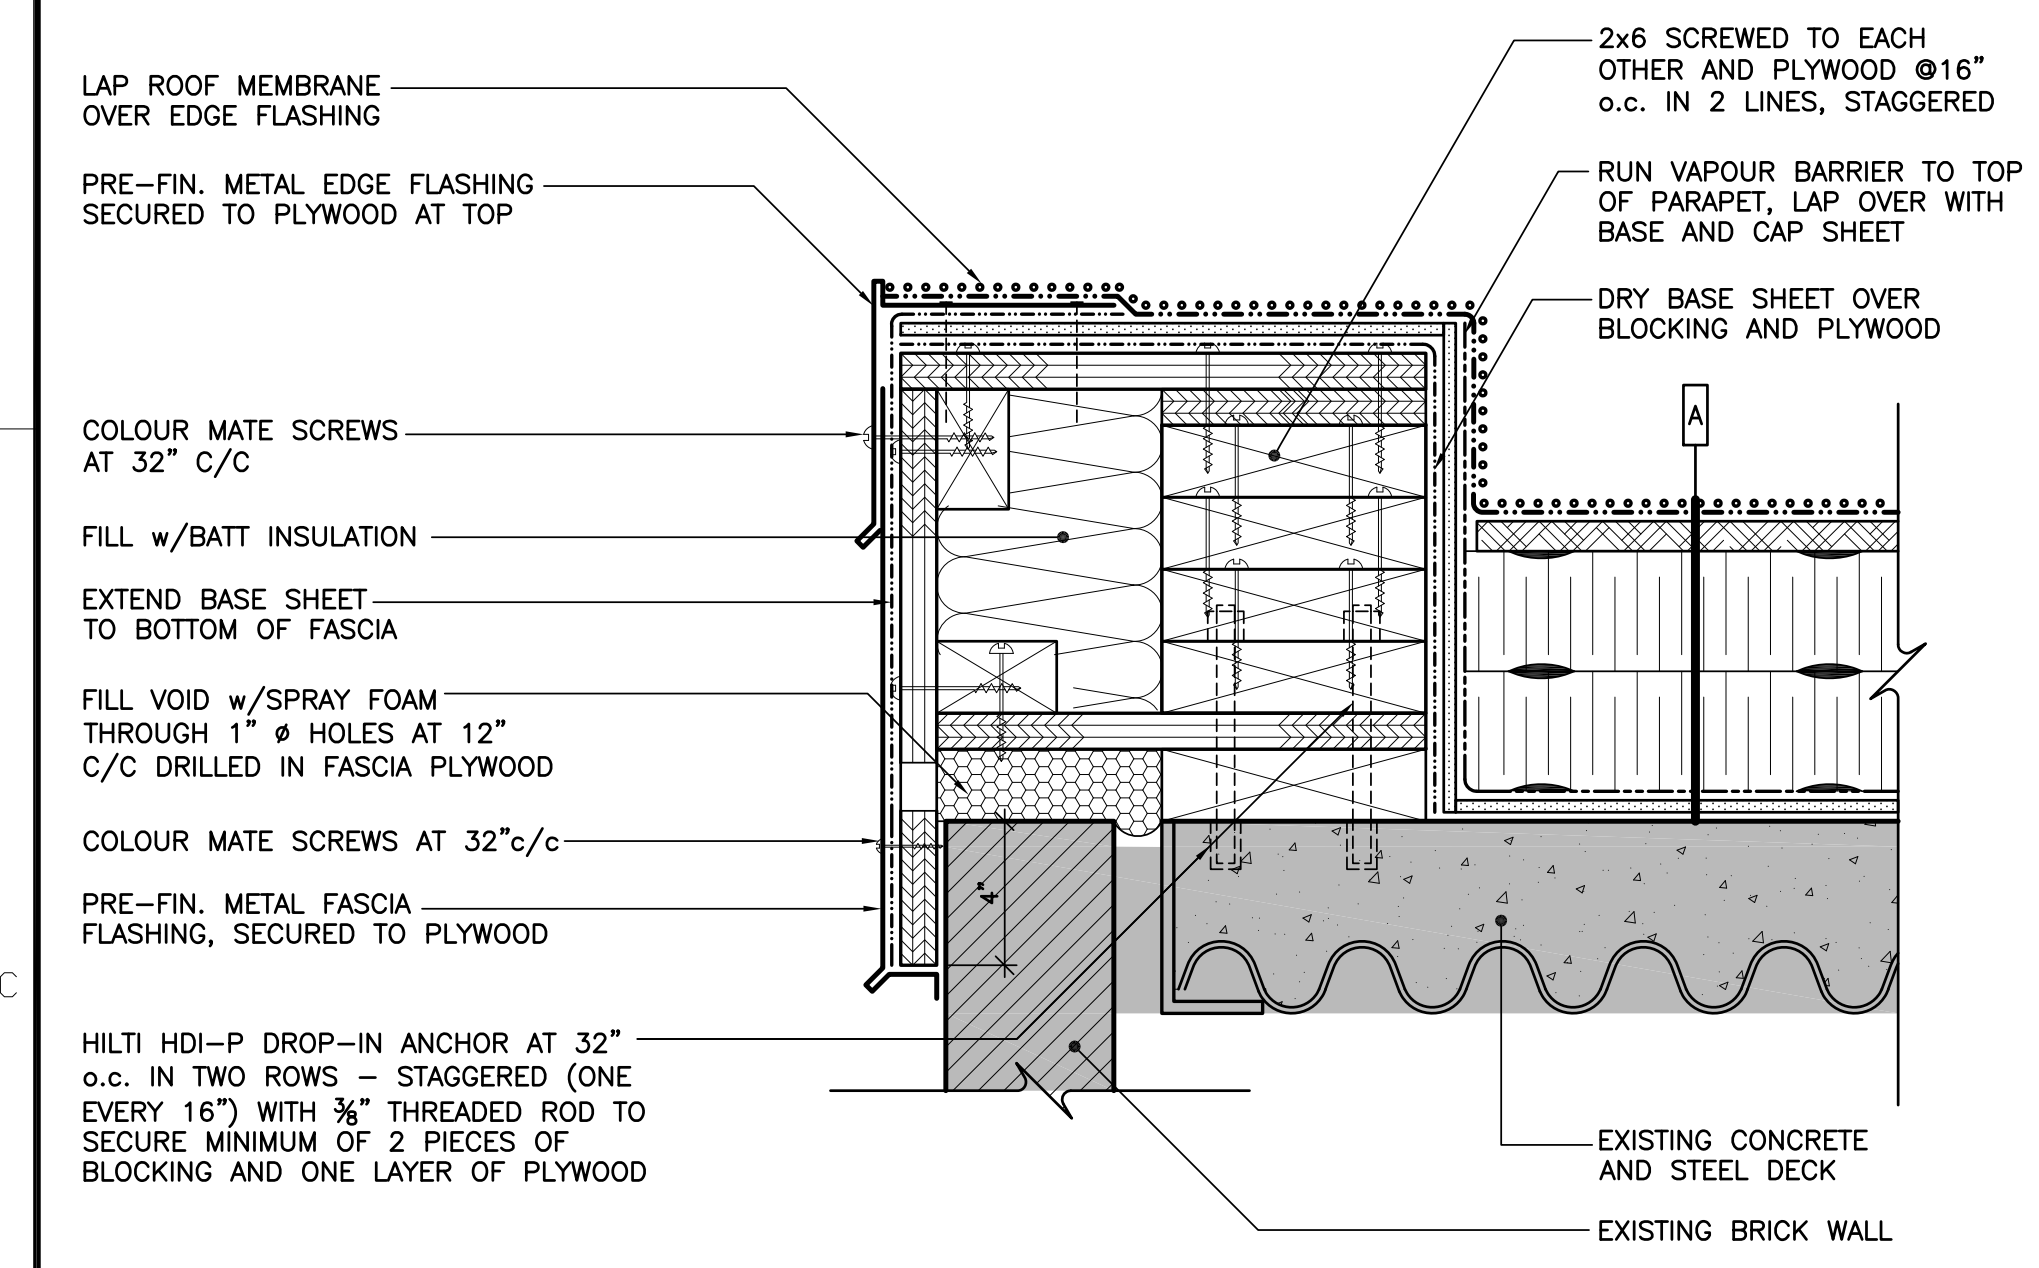 LAP ROOF MEMBRANE
OVER EDGE FLASHING
PRE-FIN. METAL EDGE FLASHING
SECURED TO PLYWOOD AT TOP
COLOUR MATE SCREWS
AT 32" C/C
FILL w/BATT INSULATION
EXTEND BASE SHEET
TO BOTTOM OF FASCIA
FILL VOID w/SPRAY FOAM
THROUGH 1" ø HOLES AT 12"
C/C DRILLED IN FASCIA PLYWOOD
COLOUR MATE SCREWS AT 32"c/c
PRE-FIN. METAL FASCIA
FLASHING, SECURED TO PLYWOOD
HILTI HDI-P DROP-IN ANCHOR AT 32"
o.c. IN TWO ROWS - STAGGERED (ONE
EVERY 16") WITH ⅜" THREADED ROD TO
SECURE MINIMUM OF 2 PIECES OF
BLOCKING AND ONE LAYER OF PLYWOOD
C
4"
2x6 SCREWED TO EACH
OTHER AND PLYWOOD @16"
o.c. IN 2 LINES, STAGGERED
RUN VAPOUR BARRIER TO TOP
OF PARAPET, LAP OVER WITH
BASE AND CAP SHEET
DRY BASE SHEET OVER
BLOCKING AND PLYWOOD
A
EXISTING CONCRETE
AND STEEL DECK
EXISTING BRICK WALL